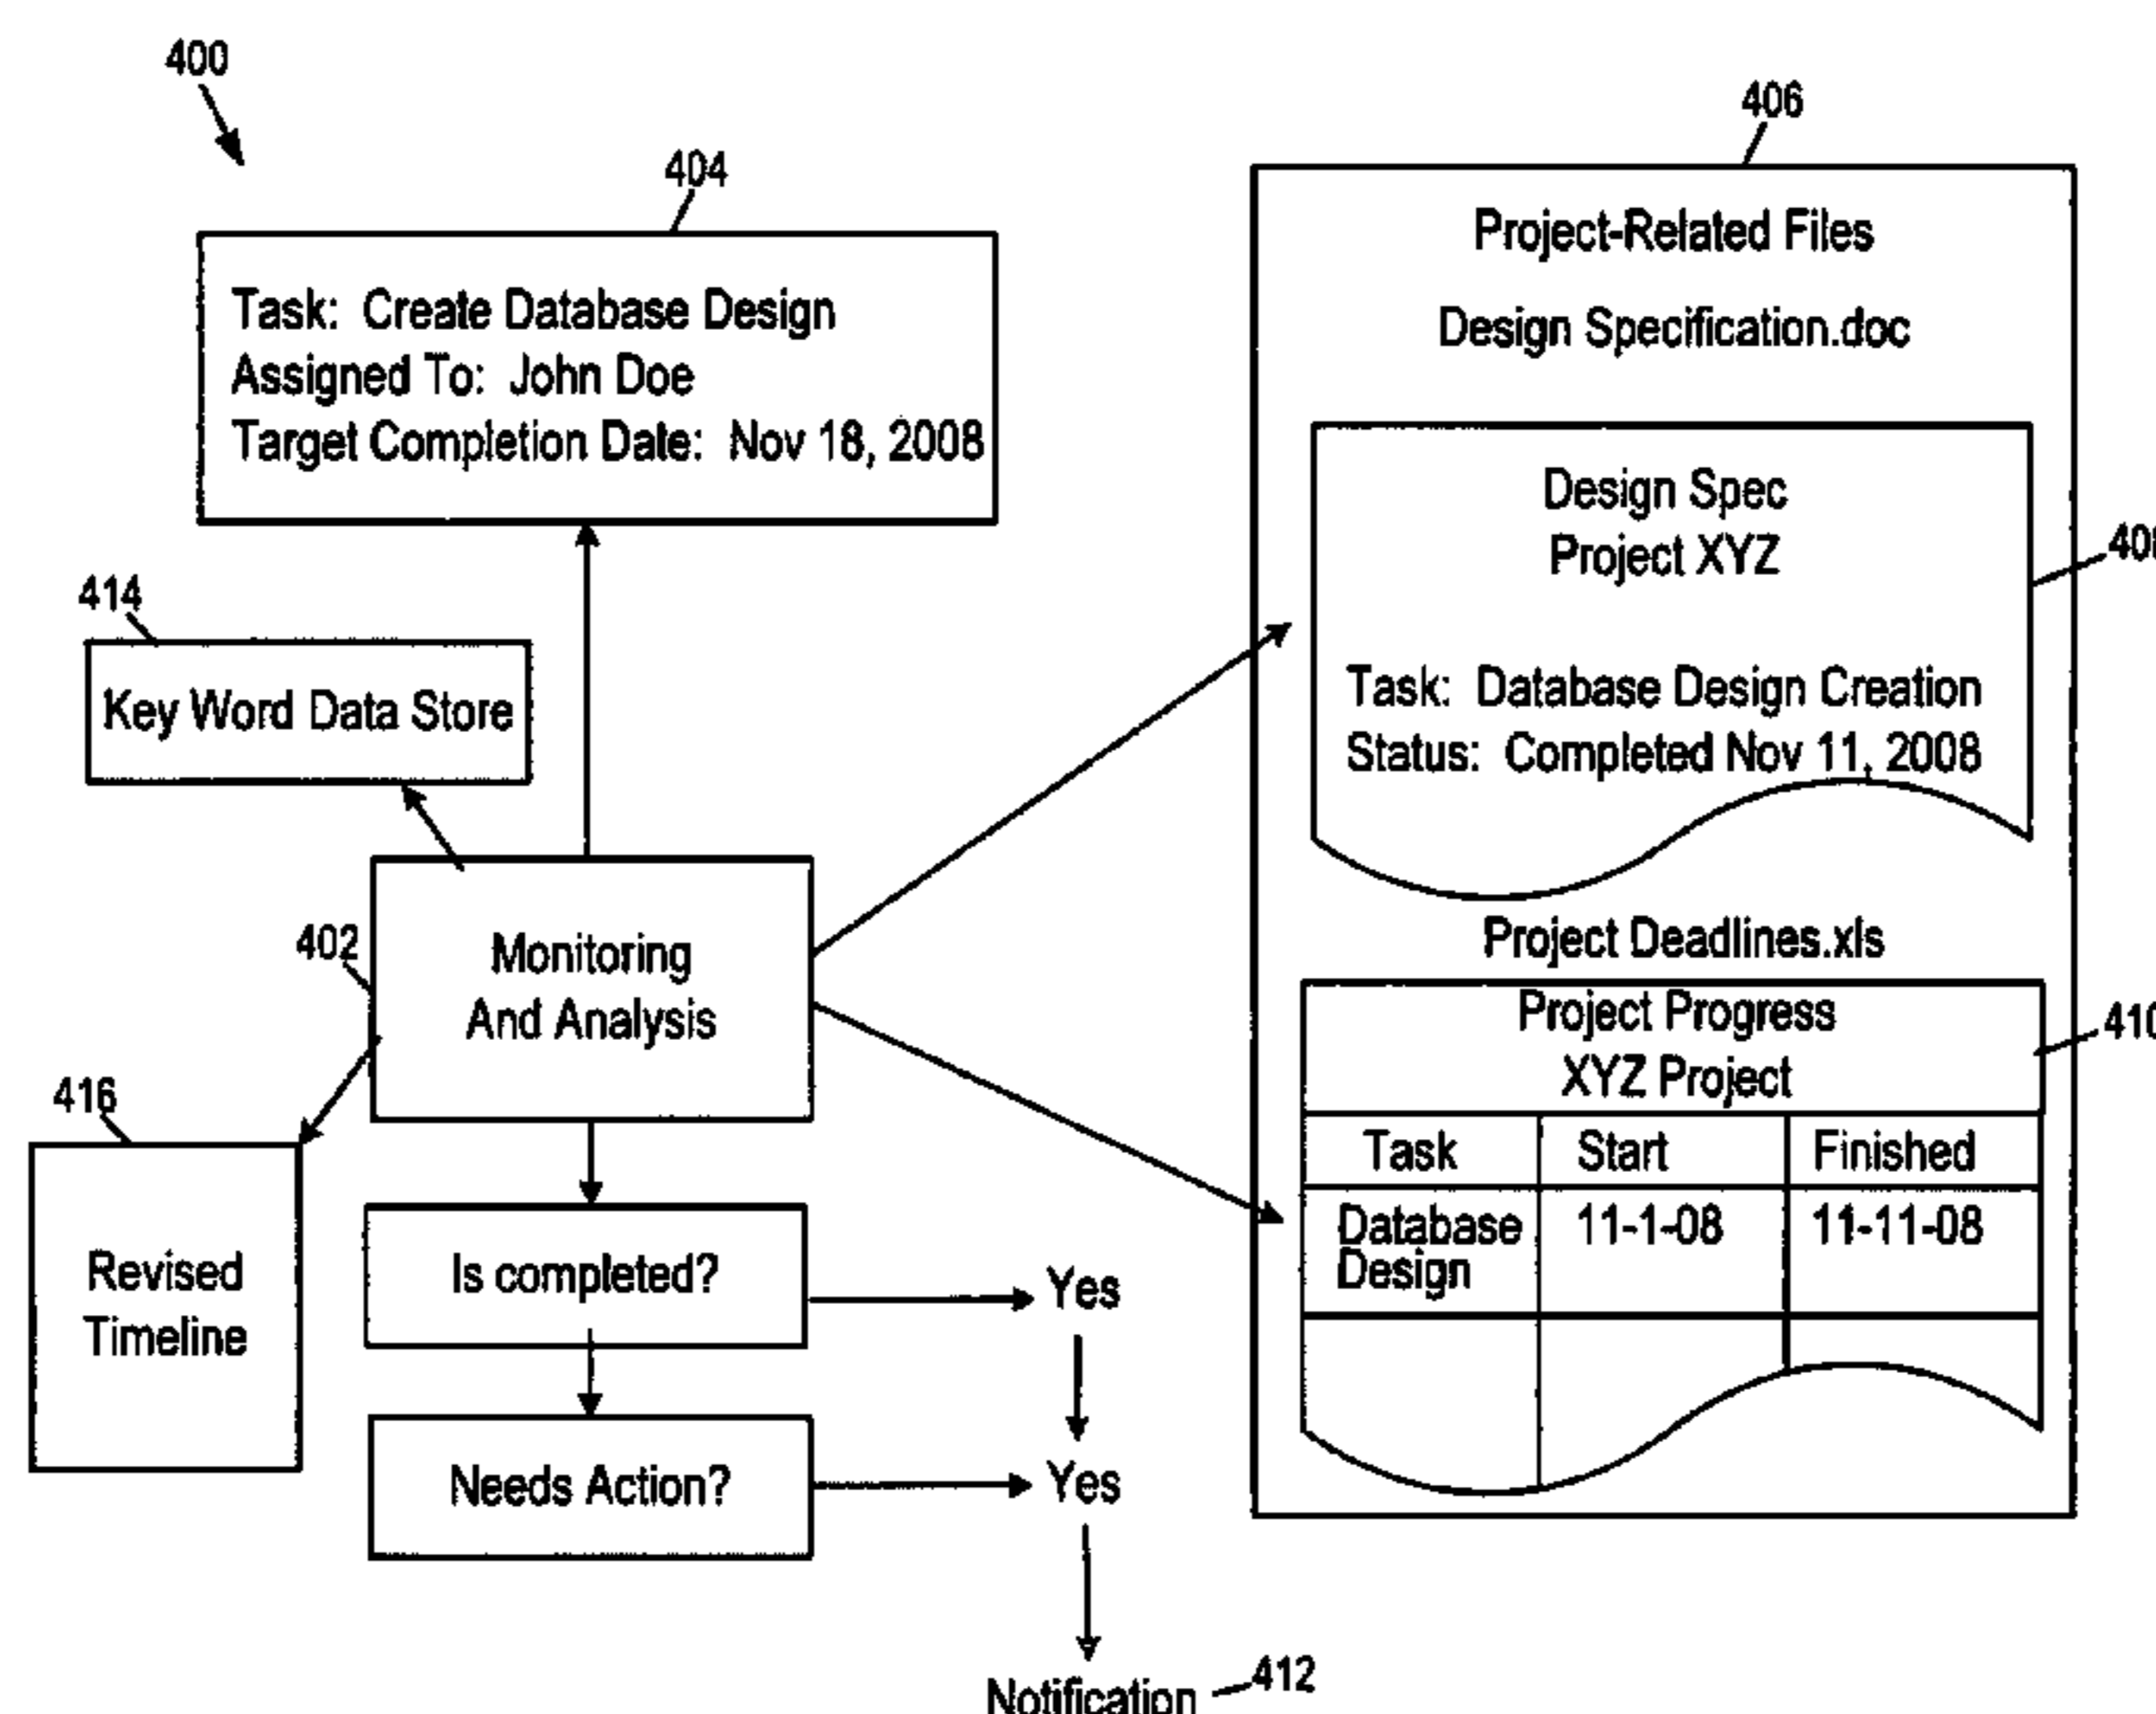 400
404
Task: Create Database Design
Assigned To: John Doe
Target Completion Date: Nov 18, 2008
414
Key Word Data Store
402
Monitoring
And Analysis
416
Revised
Timeline
Is completed?
Yes
Needs Action?
Yes
Notification
412
406
Project-Related Files
Design Specification.doc
Design Spec
Project XYZ
Task: Database Design Creation
Status: Completed Nov 11, 2008
Project Deadlines.xls
Project Progress
XYZ Project
410
Task Start Finished
Database 11-1-08 11-11-08
Design